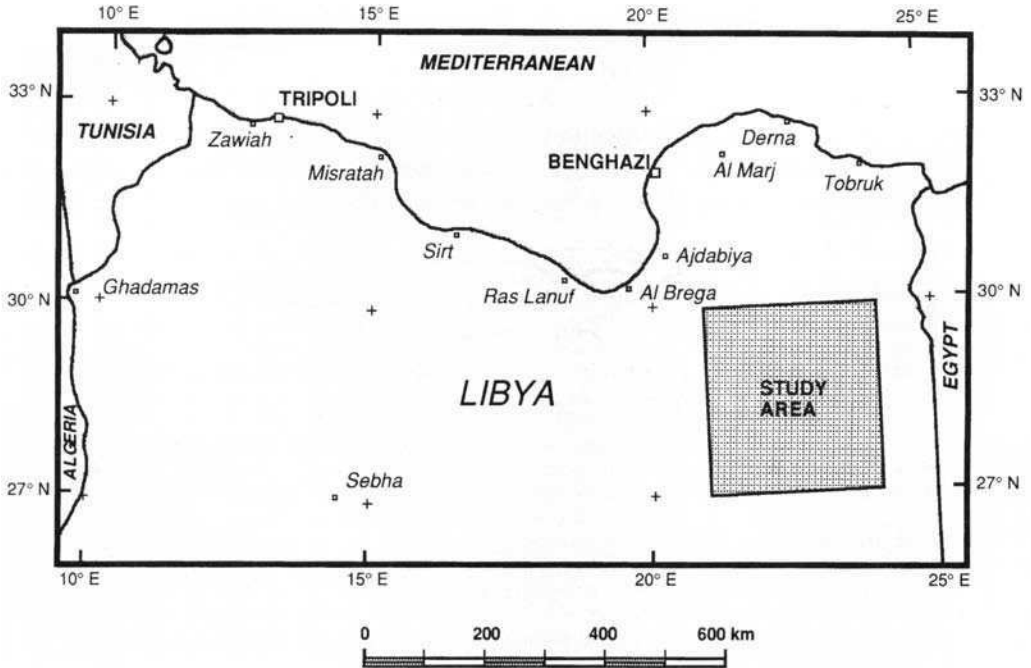 10° E 15° E 20° E 25° E
MEDITERRANEAN
33° N 33° N
TRIPOLI
TUNISIA
Zawiah
Derna
Misratah
BENGHAZI
Al Marj
Tobruk
Sirt
Ajdabiya
Ghadamas
Ras Lanuf
Al Brega
30° N 30° N
EGYPT
LIBYA
STUDY
AREA
ALGERIA
Sebha
27° N 27° N
10° E 15° E 20° E 25° E
0 200 400 600 km